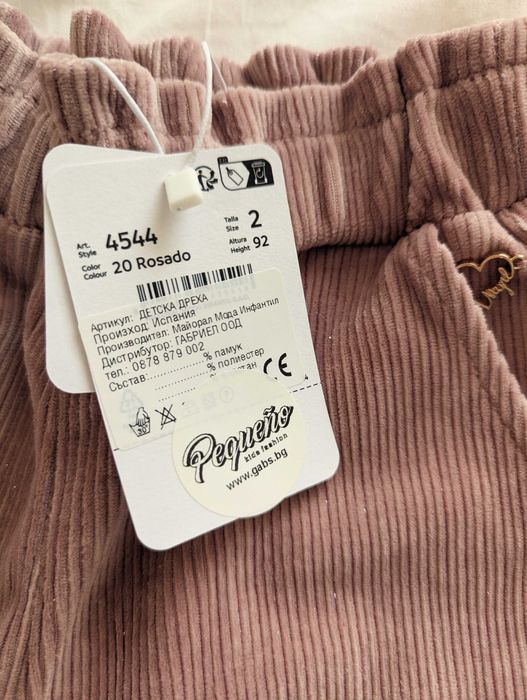 Art.
Style
4544
Talla
Size
2
Color
Colour
20 Rosado
Altura
Height
92
Артикул: ДЕТСКА ДРЕХА
Произход: Испания
Производител: Майорал Мода Инфантил
Дистрибутор: ГАБРИЕЛ ООД
тел.: 0878 879 002
Състав:.................% памук
.................% полиестер
CE
30°
Pequeño
kids fashion
www.gabs.bg